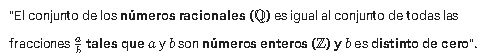 "El conjunto de los números racionales (ℚ) es igual al conjunto de todas las
fracciones a/b tales que a y b son números enteros (ℤ) y b es distinto de cero".